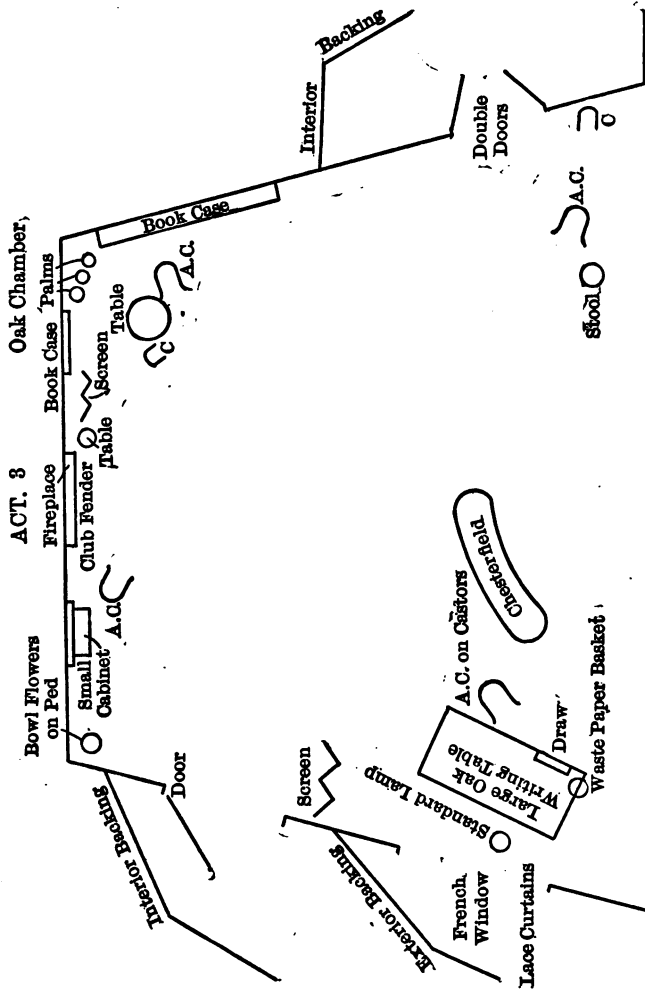 ACT. 3 Oak Chamber,
Bowl Flowers
on Ped
Small
Cabinet
A.C.
Fireplace
Club Fender
Table
Screen
Book Case
Palms
Table
C
A.C.
Book Case
Interior
Backing
Double
Doors
C
A.C.
Stool
Interior Backing
Door
Screen
Exterior Backing
French
Window
Lace Curtains
Standard Lamp
Large Oak
Writing Table
Draw
Waste Paper Basket
A.C. on Castors
Chesterfield